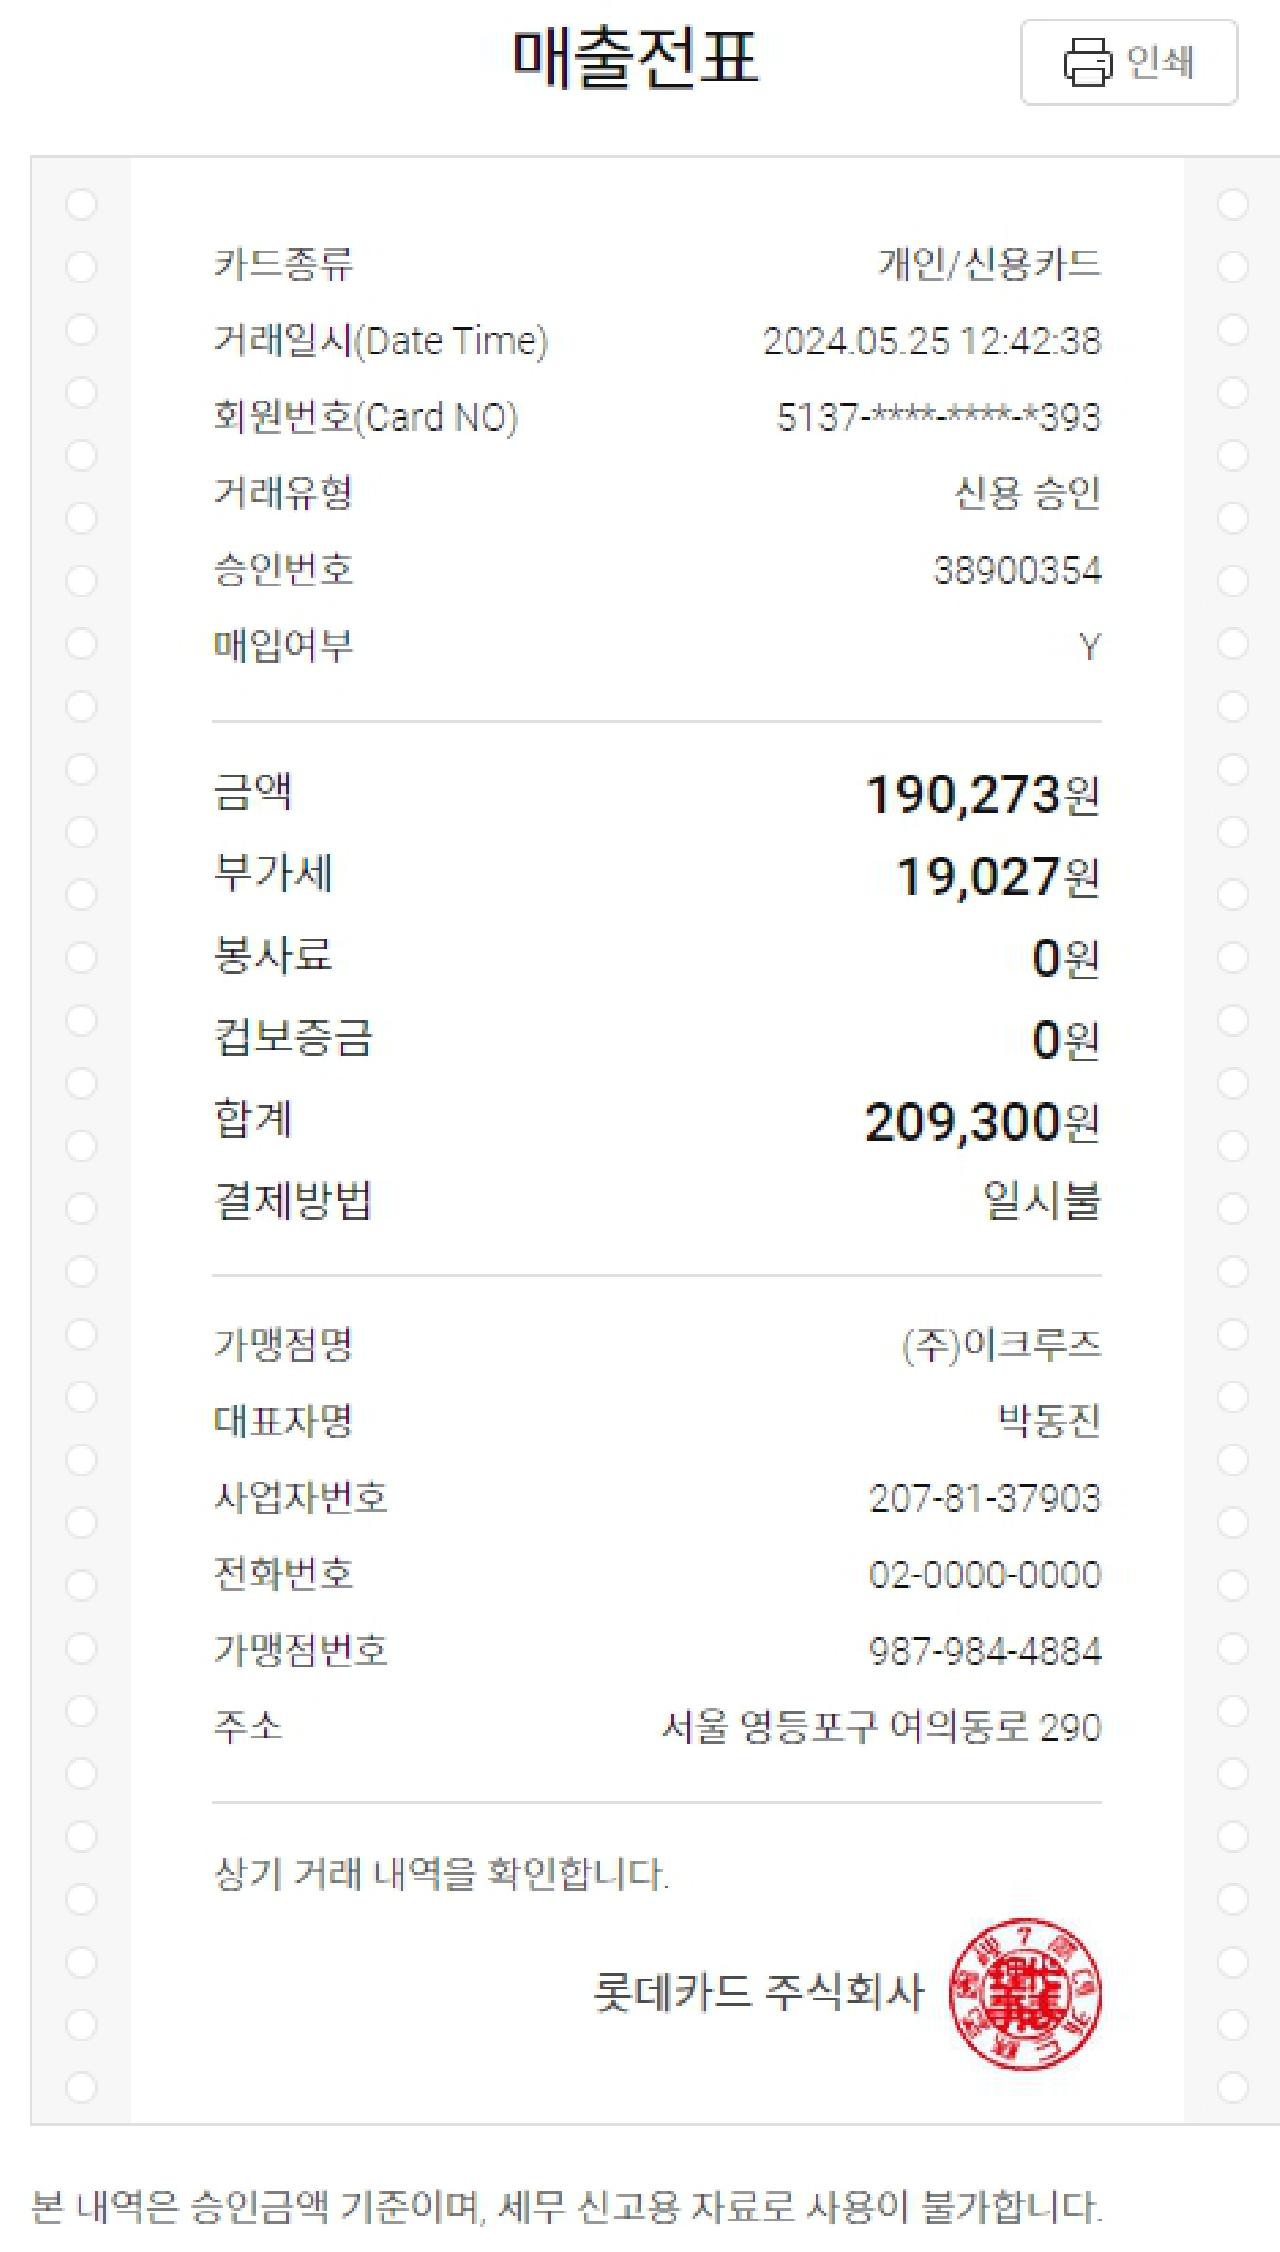 매출전표
인쇄
카드종류 개인/신용카드
거래일시(Date Time) 2024.05.25 12:42:38
회원번호(Card NO) 5137-****-****-*393
거래유형 신용 승인
승인번호 38900354
매입여부 Y
금액 190,273원
부가세 19,027원
봉사료 0원
컵보증금 0원
합계 209,300원
결제방법 일시불
가맹점명 (주)이크루즈
대표자명 박동진
사업자번호 207-81-37903
전화번호 02-0000-0000
가맹점번호 987-984-4884
주소 서울 영등포구 여의동로 290
상기 거래 내역을 확인합니다.
롯데카드 주식회사
본 내역은 승인금액 기준이며, 세무 신고용 자료로 사용이 불가합니다.